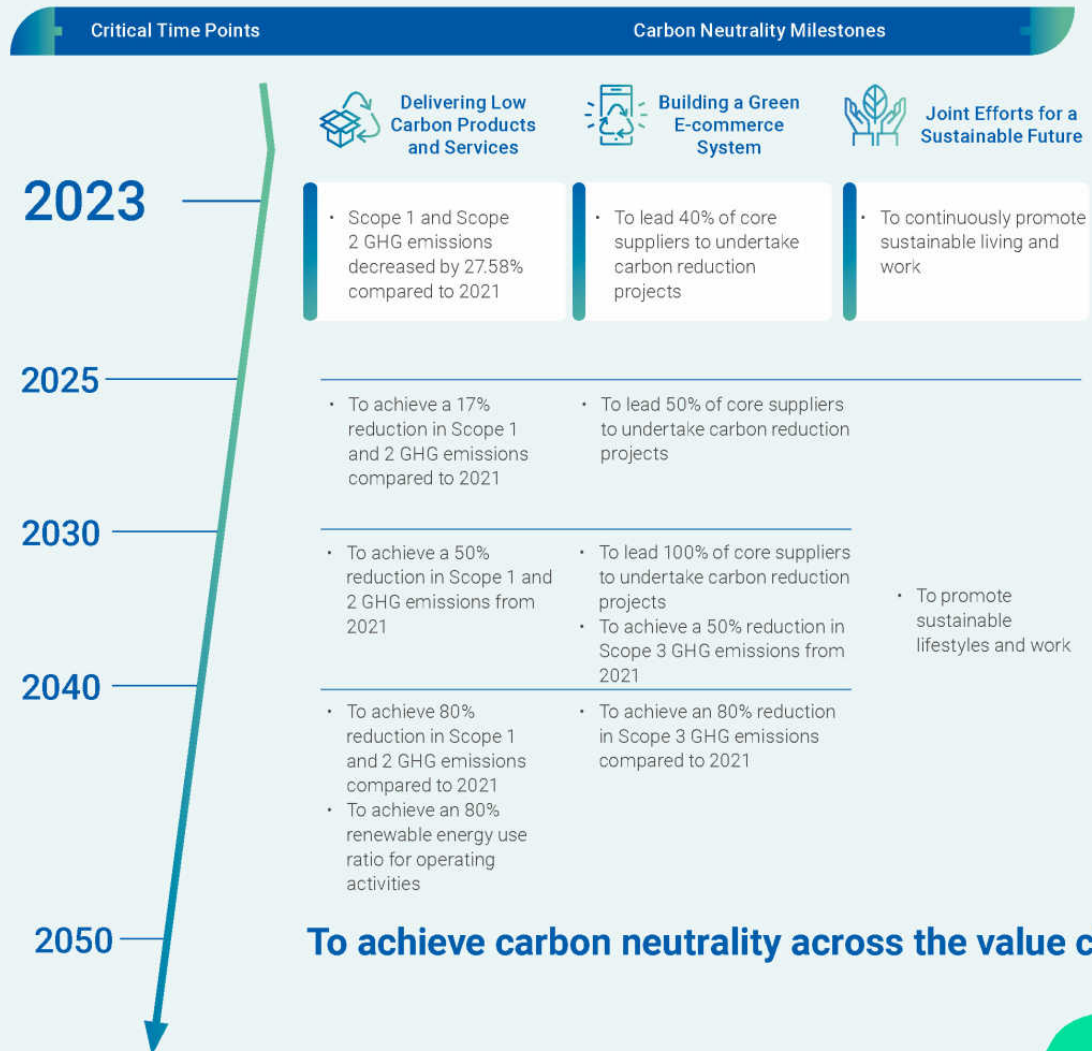 Critical Time Points
Carbon Neutrality Milestones
Delivering Low
Carbon Products
and Services
Building a Green
E-commerce
System
Joint Efforts for a
Sustainable Future
2023
• Scope 1 and Scope
2 GHG emissions
decreased by 27.58%
compared to 2021
• To lead 40% of core
suppliers to undertake
carbon reduction
projects
• To continuously promote
sustainable living and
work
2025
• To achieve a 17%
reduction in Scope 1
and 2 GHG emissions
compared to 2021
• To lead 50% of core suppliers
to undertake carbon reduction
projects
2030
• To achieve a 50%
reduction in Scope 1 and
2 GHG emissions from
2021
• To lead 100% of core suppliers
to undertake carbon reduction
projects
• To achieve a 50% reduction in
Scope 3 GHG emissions from
2021
• To promote
sustainable
lifestyles and work
2040
• To achieve 80%
reduction in Scope 1
and 2 GHG emissions
compared to 2021
• To achieve an 80%
renewable energy use
ratio for operating
activities
• To achieve an 80% reduction
in Scope 3 GHG emissions
compared to 2021
2050
To achieve carbon neutrality across the value